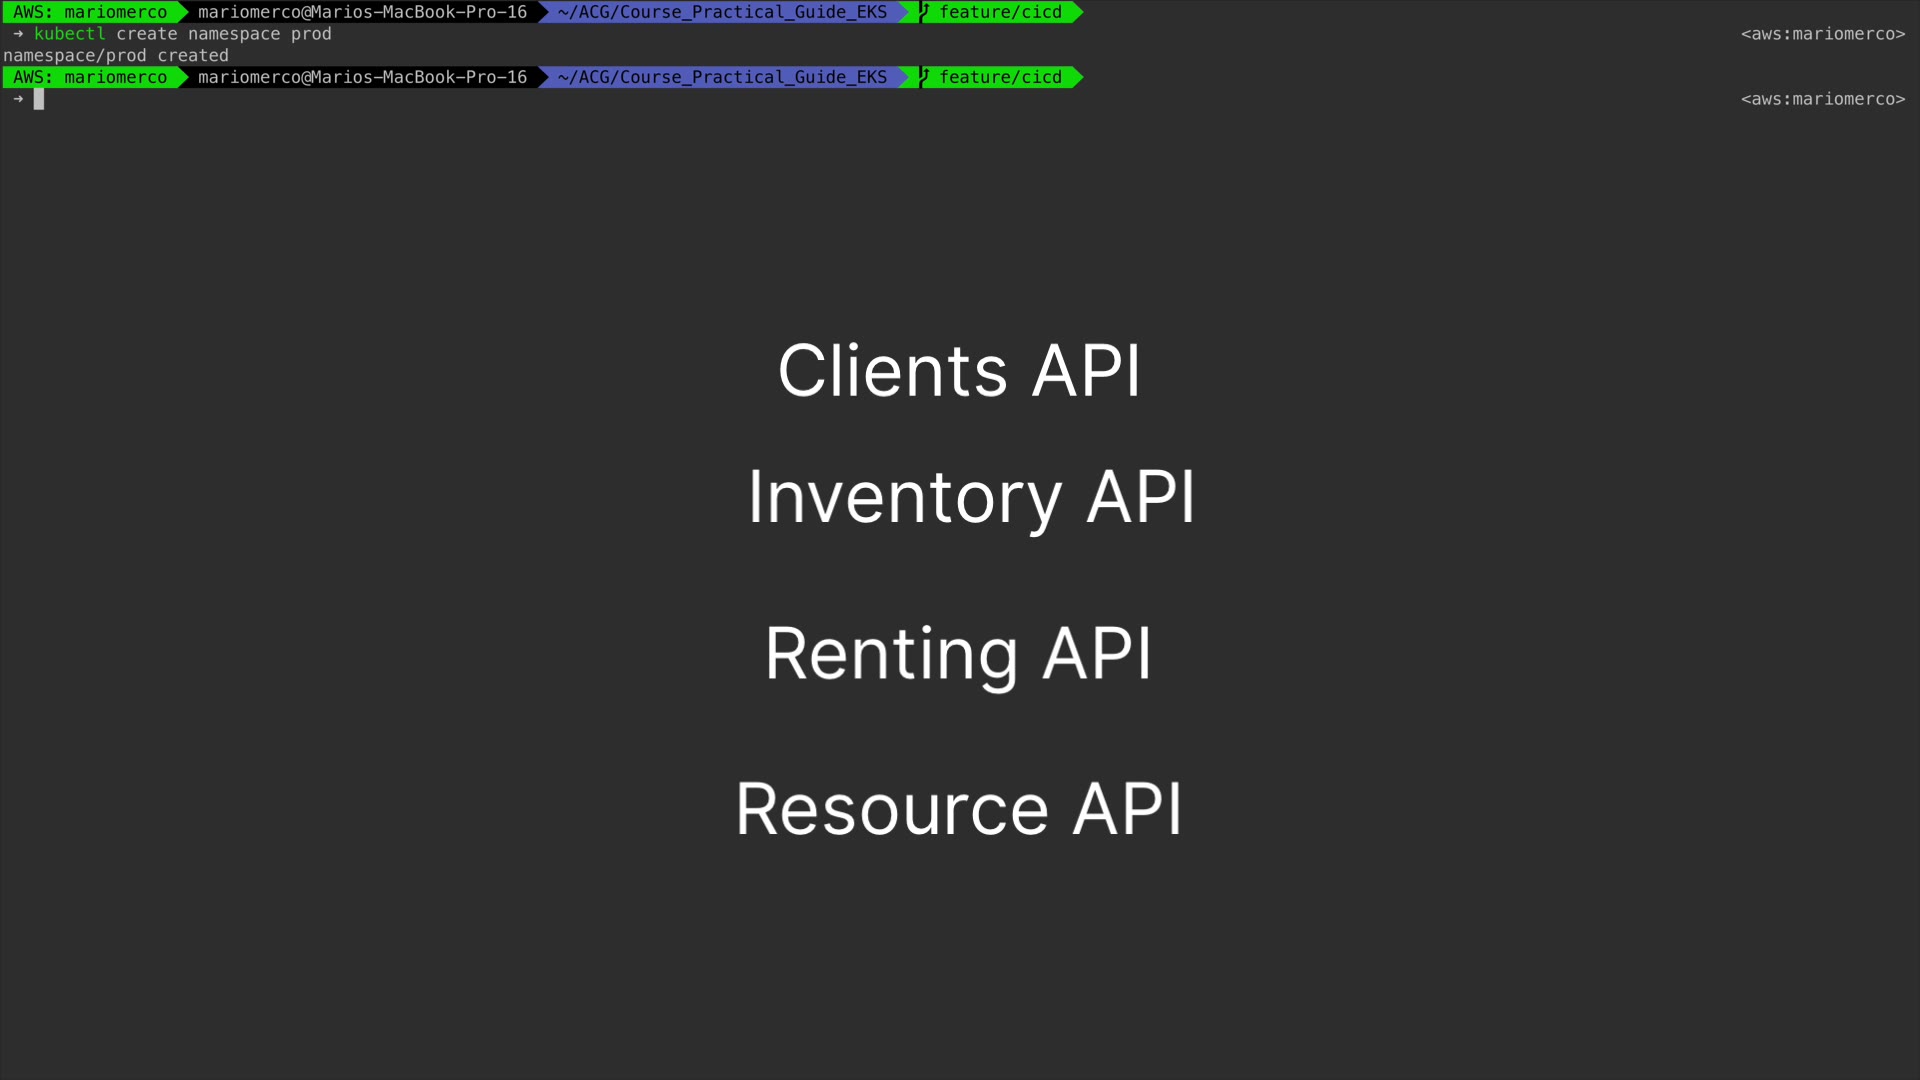 AWS: mariomerco mariomerco@Marios-MacBook-Pro-16 ~/ACG/Course_Practical_Guide_EKS feature/cicd
→ kubectl create namespace prod <aws:mariomerco>
namespace/prod created
AWS: mariomerco mariomerco@Marios-MacBook-Pro-16 ~/ACG/Course_Practical_Guide_EKS feature/cicd
→ <aws:mariomerco>
Clients API
Inventory API
Renting API
Resource API